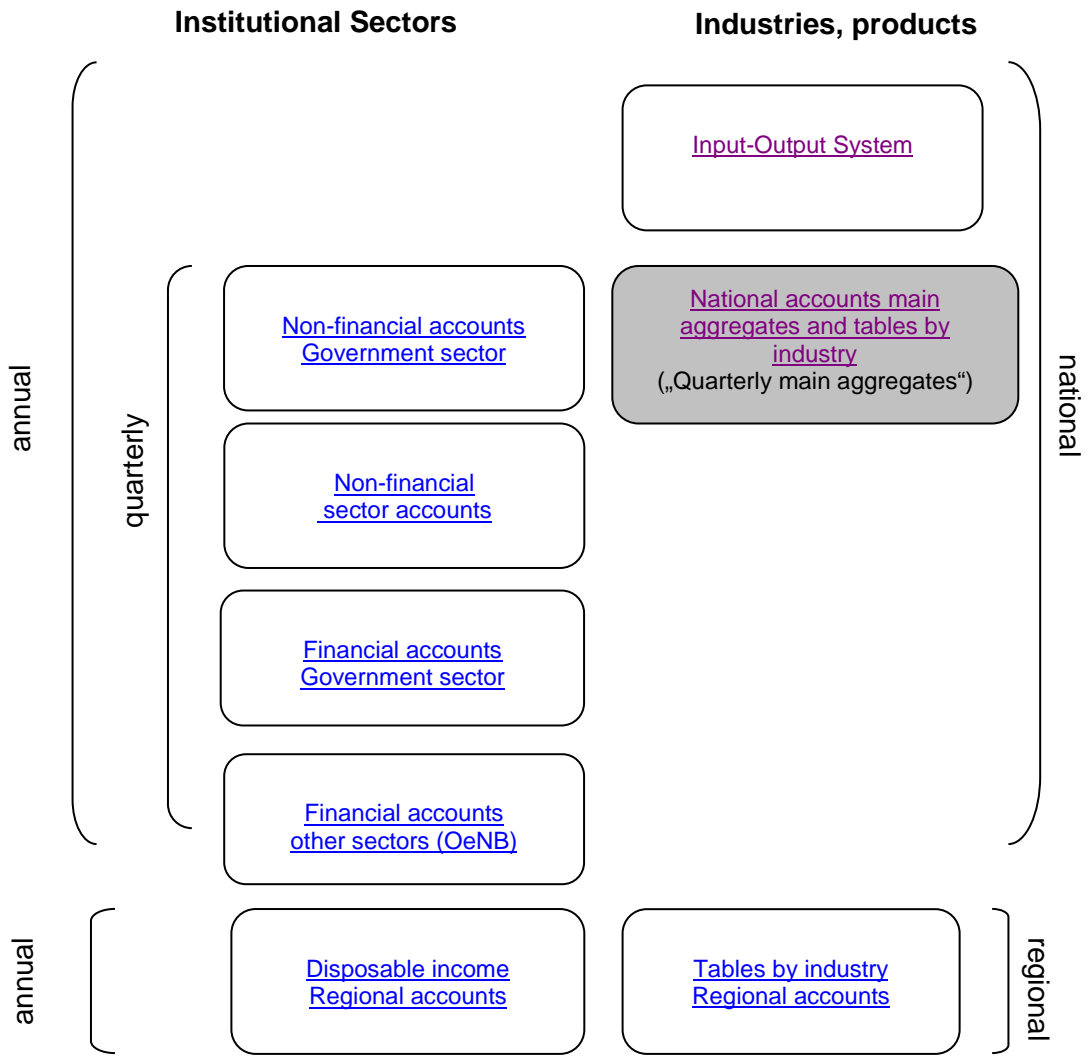 Institutional Sectors
Industries, products
Input-Output System
annual
quarterly
Non-financial accounts
Government sector
National accounts main
aggregates and tables by
industry
(„Quarterly main aggregates“)
national
Non-financial
sector accounts
Financial accounts
Government sector
Financial accounts
other sectors (OeNB)
annual
Disposable income
Regional accounts
Tables by industry
Regional accounts
regional